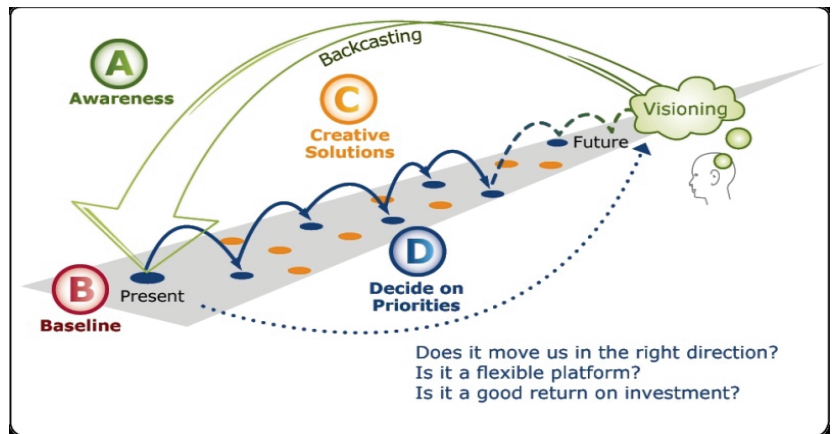 A
Awareness
Backcasting
C
Creative
Solutions
Visioning
Future
B
Baseline
Present
D
Decide on
Priorities
Does it move us in the right direction?
Is it a flexible platform?
Is it a good return on investment?